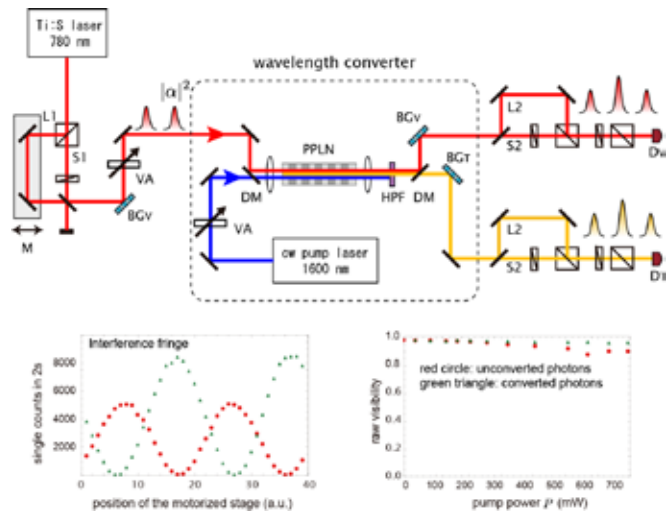 Ti:S laser
780 nm
wavelength converter
|α|²
L1
S1
VA
BGV
M
PPLN
DM
HPF
DM
VA
cw pump laser
1600 nm
BGV
BGT
L2
S2
DV
L2
S2
DT
Interference fringe
single counts in 2s
8000
6000
4000
2000
0
10
20
30
40
position of the motorized stage (a.u.)
raw visibility
1.0
0.8
0.6
0.4
0.2
0.0
red circle: unconverted photons
green triangle: converted photons
0
100
200
300
400
500
600
700
pump power P (mW)